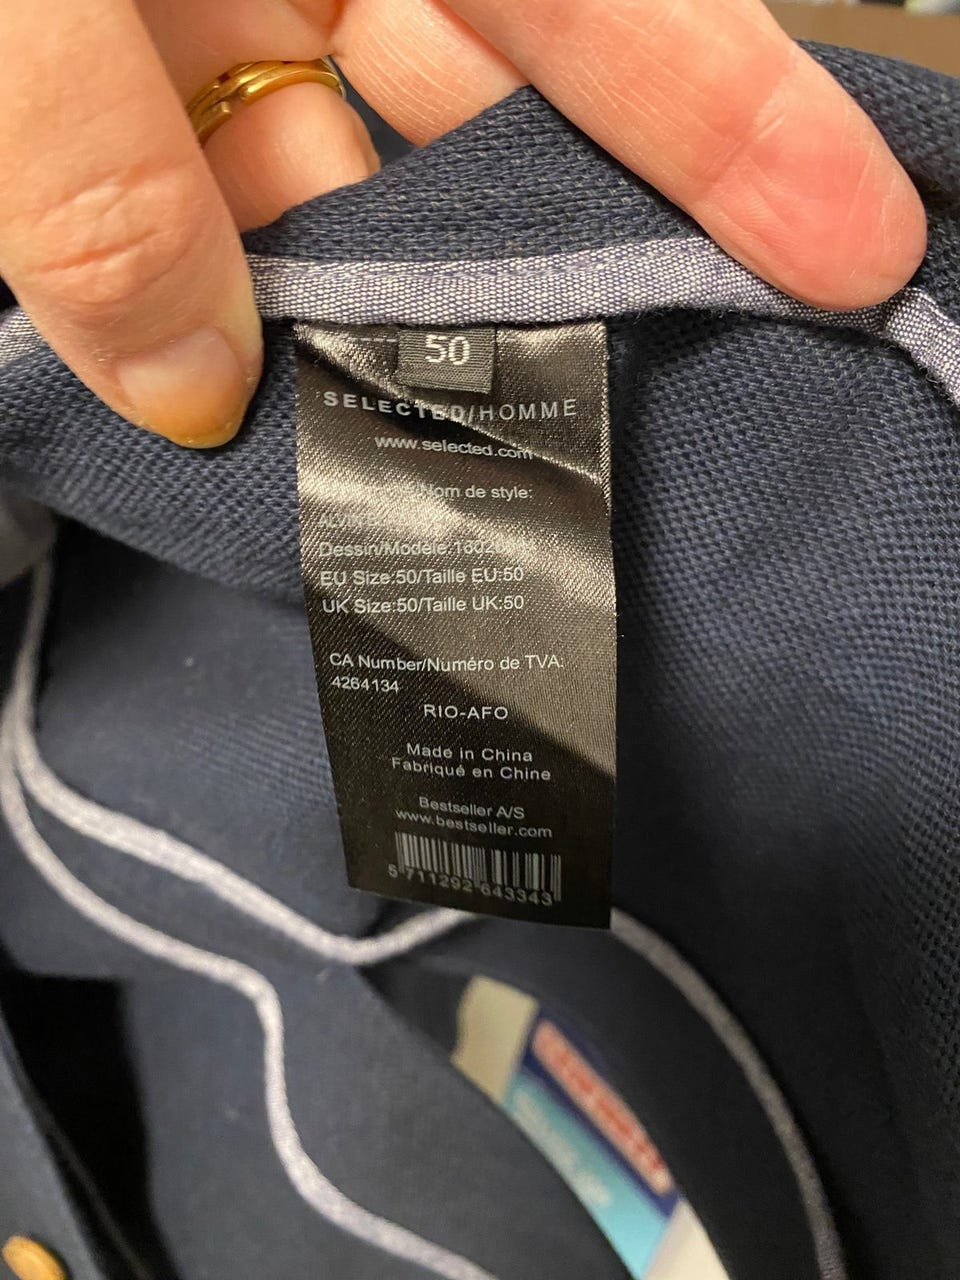 50
SELECTED/HOMME
www.selected.com
Nom de style:
Dessin/Modèle:
EU Size:50/Taille EU:50
UK Size:50/Taille UK:50
CA Number/Numéro de TVA:
4264134
RIO-AFO
Made in China
Fabriqué en Chine
Bestseller A/S
www.bestseller.com
5 711292 643343